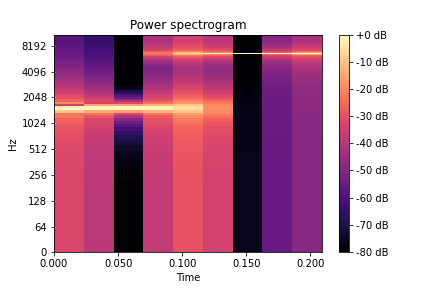 Power spectrogram
8192
4096
2048
1024
512
256
128
64
0
Hz
0.000 0.050 0.100 0.150 0.200
Time
+0 dB
-10 dB
-20 dB
-30 dB
-40 dB
-50 dB
-60 dB
-70 dB
-80 dB